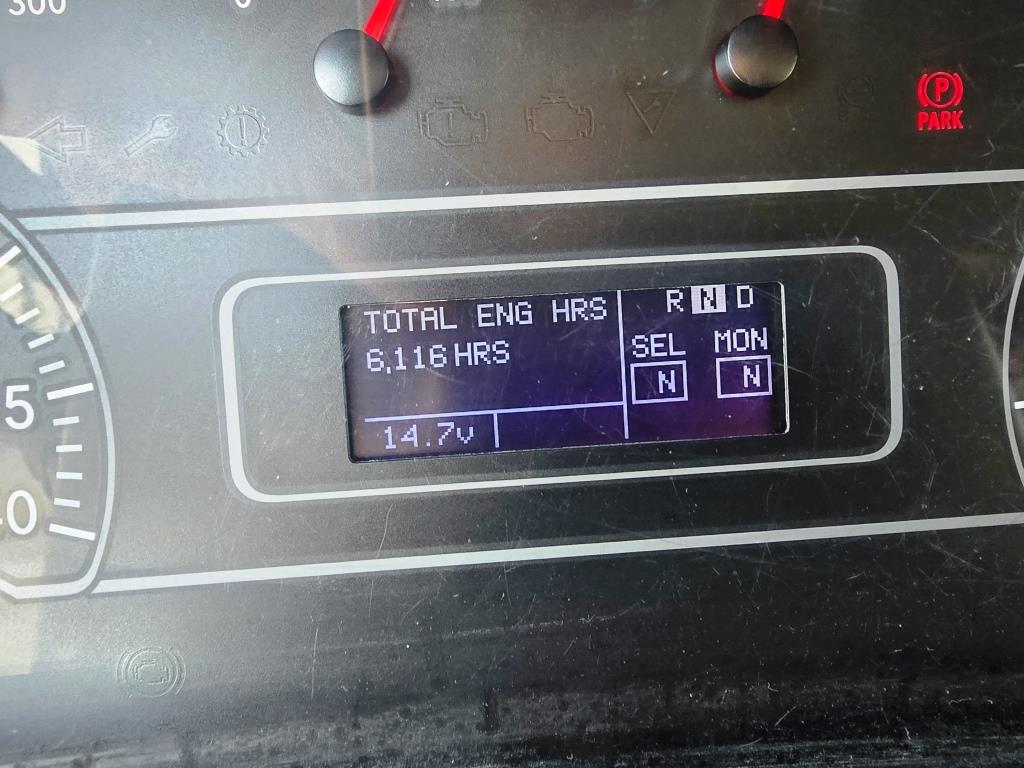 300
0
P
PARK
TOTAL ENG HRS
6,116 HRS
R N D
SEL MON
N N
14.7v
5